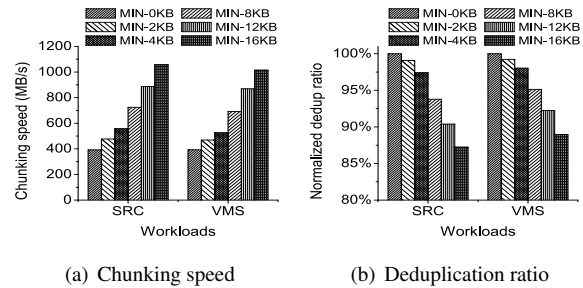 MIN-0KB MIN-8KB
MIN-2KB MIN-12KB
MIN-4KB MIN-16KB
Chunking speed (MB/s)
1200
1000
800
600
400
200
0
SRC VMS
Workloads
(a) Chunking speed
MIN-0KB MIN-8KB
MIN-2KB MIN-12KB
MIN-4KB MIN-16KB
Normalized dedup ratio
100%
95%
90%
85%
80%
SRC VMS
Workloads
(b) Deduplication ratio